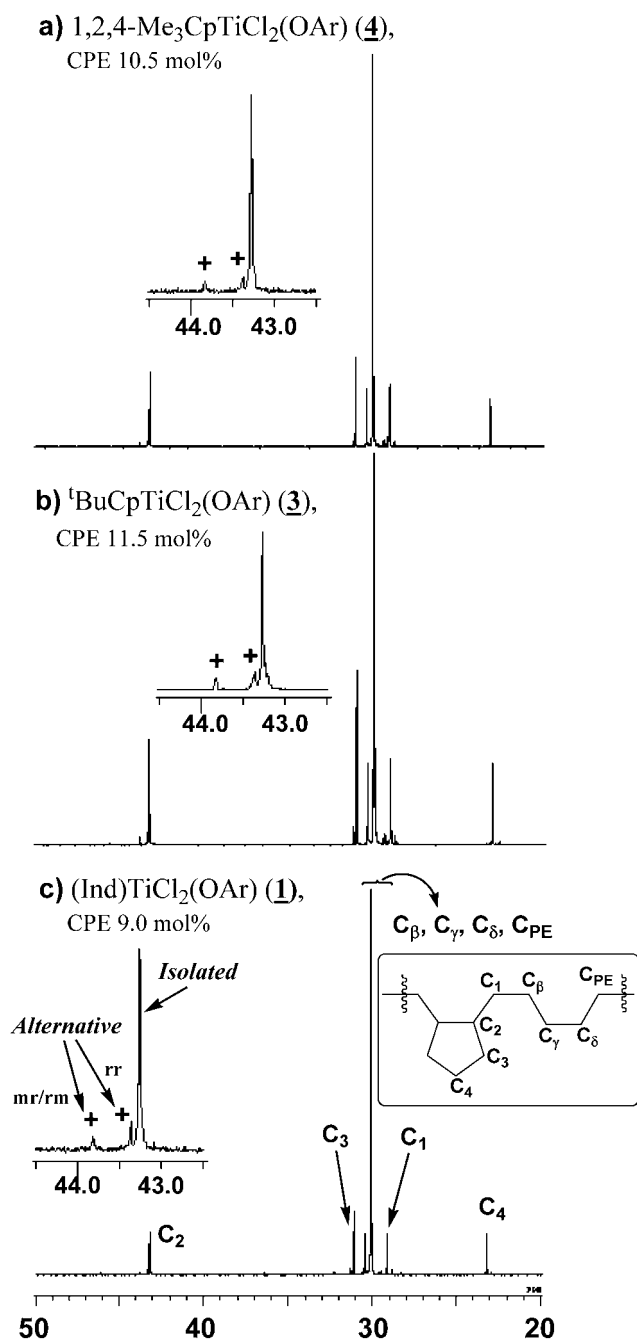 a) 1,2,4-Me₃CpTiCl₂(OAr) (4),
CPE 10.5 mol%
+ +
44.0 43.0
b) ᵗBuCpTiCl₂(OAr) (3),
CPE 11.5 mol%
+ +
44.0 43.0
c) (Ind)TiCl₂(OAr) (1),
CPE 9.0 mol%
Cβ, Cγ, Cδ, CPE
Isolated
Alternative
rr
mr/rm
+ +
44.0 43.0
C₁ Cβ CPE
C₂ Cγ Cδ
C₃
C₄
C₃ C₁
C₂ C₄
50 40 30 20